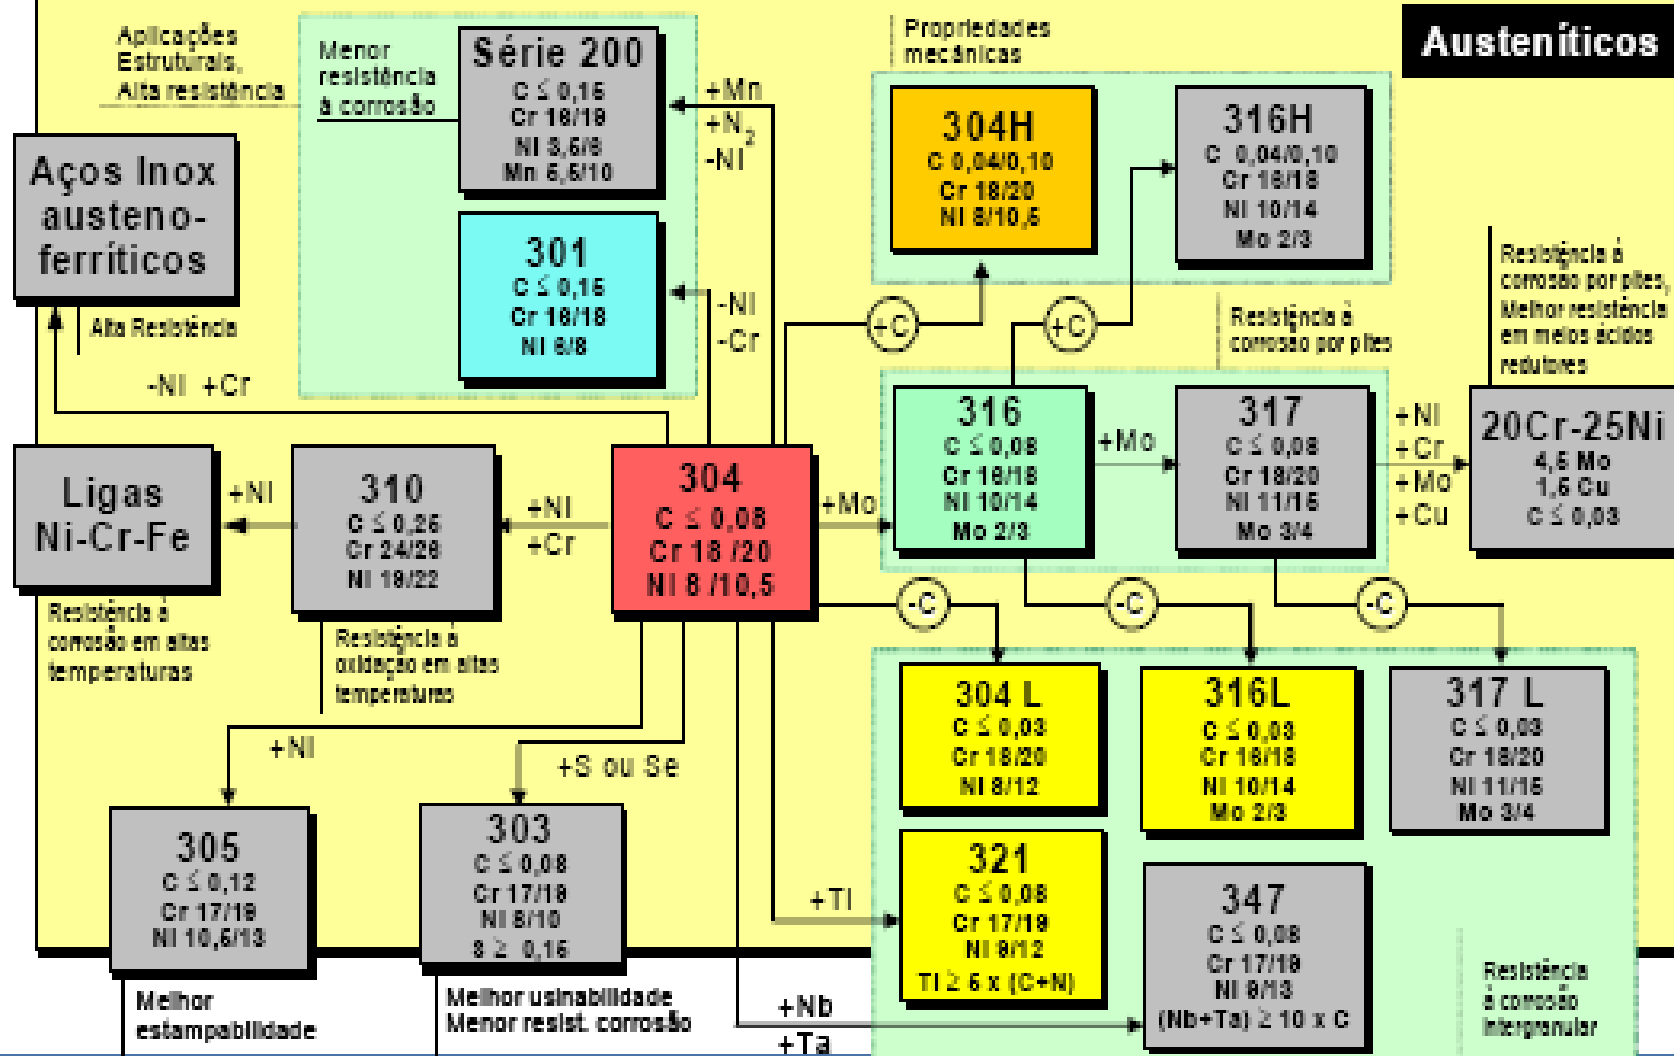 Austeníticos
Aplicações
Estruturais,
Alta resistência
Menor
resistência
à corrosão
Série 200
C ≤ 0,15
Cr 16/19
Ni 3,5/6
Mn 5,5/10
+Mn
+N2
-Ni
Propriedades
mecânicas
304H
C 0,04/0,10
Cr 18/20
Ni 8/10,5
316H
C 0,04/0,10
Cr 16/18
Ni 10/14
Mo 2/3
Aços Inox
austeno-
ferríticos
Alta Resistência
-Ni +Cr
301
C ≤ 0,15
Cr 16/18
Ni 6/8
-Ni
-Cr
+C
+C
Resistência à
corrosão por pites
Resistência à
corrosão por pites,
Melhor resistência
em meios ácidos
redutores
Ligas
Ni-Cr-Fe
+Ni
310
C ≤ 0,25
Cr 24/26
Ni 19/22
+Ni
+Cr
304
C ≤ 0,08
Cr 18 /20
Ni 8 /10,5
+Mo
316
C ≤ 0,08
Cr 16/18
Ni 10/14
Mo 2/3
+Mo
317
C ≤ 0,08
Cr 18/20
Ni 11/15
Mo 3/4
+Ni
+Cr
+Mo
+Cu
20Cr-25Ni
4,5 Mo
1,5 Cu
C ≤ 0,03
Resistência à
corrosão em altas
temperaturas
Resistência à
oxidação em altas
temperaturas
-C
-C
-C
304 L
C ≤ 0,03
Cr 18/20
Ni 8/12
316L
C ≤ 0,03
Cr 16/18
Ni 10/14
Mo 2/3
317 L
C ≤ 0,03
Cr 18/20
Ni 11/15
Mo 3/4
+Ni
+S ou Se
305
C ≤ 0,12
Cr 17/19
Ni 10,5/13
303
C ≤ 0,08
Cr 17/19
Ni 8/10
S ≥ 0,15
+Ti
321
C ≤ 0,08
Cr 17/19
Ni 9/12
Ti ≥ 5 x (C+N)
347
C ≤ 0,08
Cr 17/19
Ni 9/13
(Nb+Ta) ≥ 10 x C
Melhor
estampabilidade
Melhor usinabilidade
Menor resist. corrosão
+Nb
+Ta
Resistência
à corrosão
intergranular